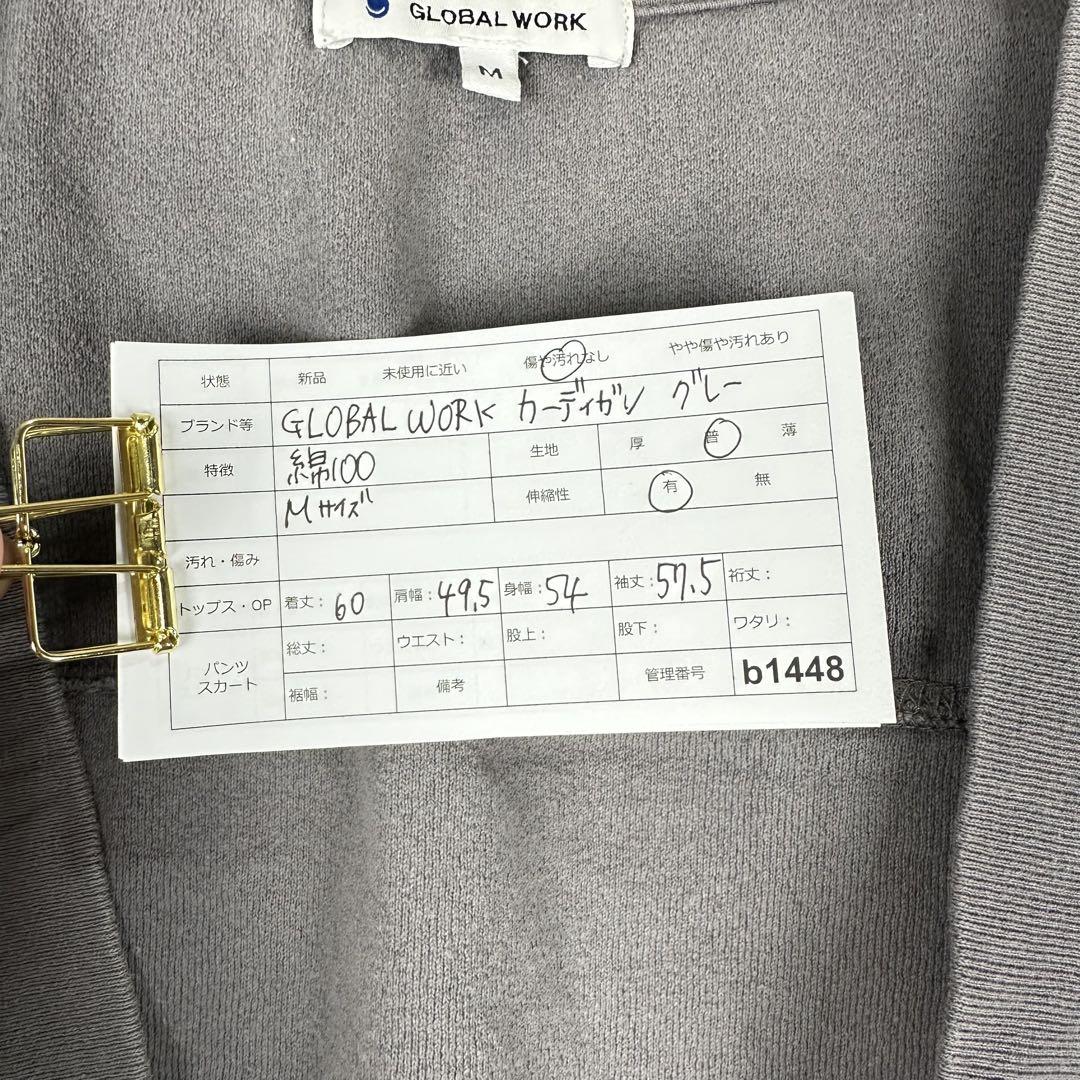 GLOBAL WORK
M
状態 新品 未使用に近い 傷や汚れなし やや傷や汚れあり
ブランド等 GLOBAL WORK カーディガン グレー
特徴 綿100 生地 厚 普 薄
Mサイズ 伸縮性 有 無
汚れ・傷み
トップス・OP 着丈: 60 肩幅: 49.5 身幅: 54 袖丈: 57.5 裄丈:
パンツ スカート 総丈: ウエスト: 股上: 股下: ワタリ:
裾幅: 備考 管理番号 b1448